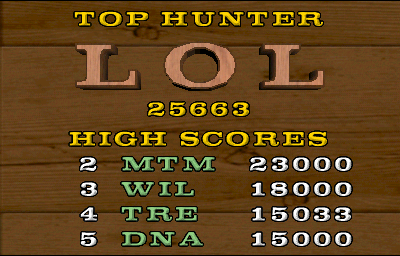 TOP HUNTER
LOL
25663
HIGH SCORES
2 MTM 23000
3 WIL 18000
4 TRE 15033
5 DNA 15000